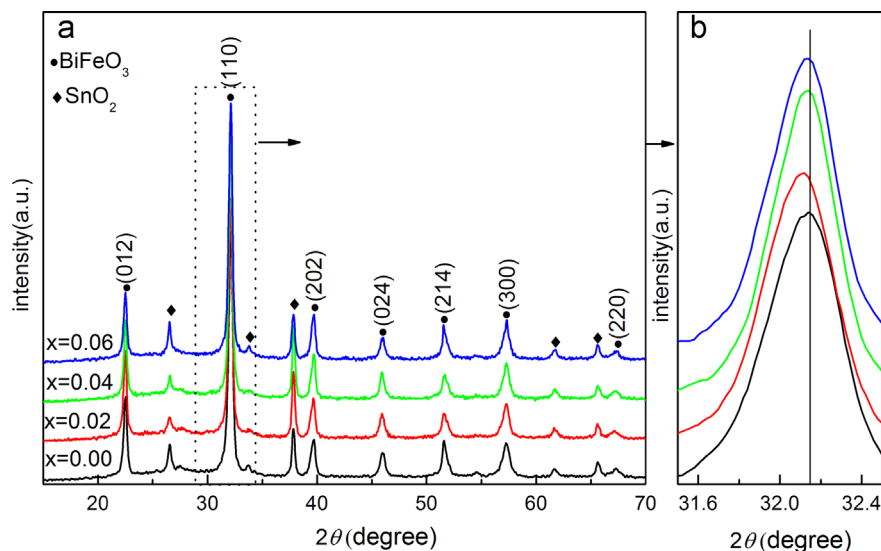 a
BiFeO3
SnO2
(012)
(110)
(202)
(024)
(214)
(300)
(220)
x=0.06
x=0.04
x=0.02
x=0.00
intensity(a.u.)
20 30 40 50 60 70
2θ(degree)
b
intensity(a.u.)
31.6 32.0 32.4
2θ(degree)